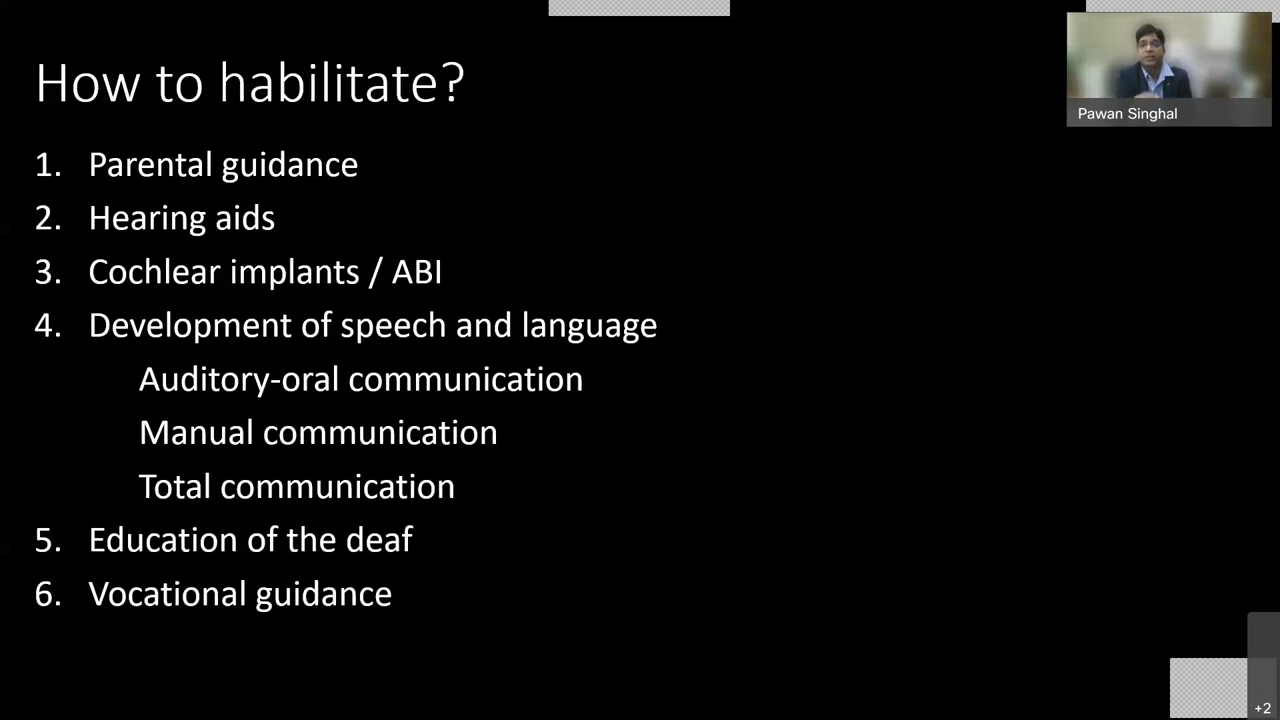 How to habilitate?
Pawan Singhal
1. Parental guidance
2. Hearing aids
3. Cochlear implants / ABI
4. Development of speech and language
Auditory-oral communication
Manual communication
Total communication
5. Education of the deaf
6. Vocational guidance
+2